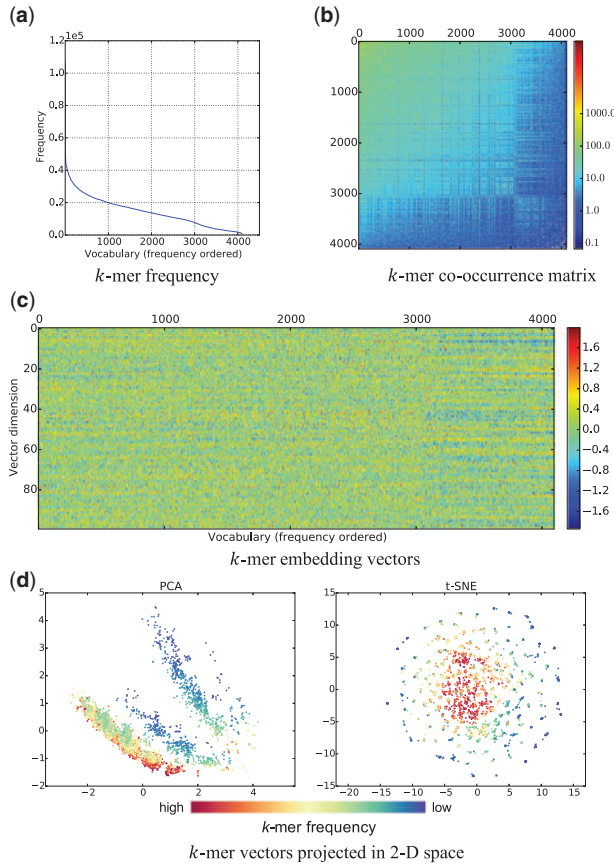 (a)
1.2 1e5
1.0
0.8
0.6
0.4
0.2
0.0
Frequency
1000 2000 3000 4000
Vocabulary (frequency ordered)
k-mer frequency
(b)
0 1000 2000 3000 4000
0
1000
2000
3000
4000
1000.0
100.0
10.0
1.0
0.1
k-mer co-occurrence matrix
(c)
0 1000 2000 3000 4000
0
20
40
60
80
Vector dimension
Vocabulary (frequency ordered)
1.6
1.2
0.8
0.4
0.0
−0.4
−0.8
−1.2
−1.6
k-mer embedding vectors
(d)
PCA
5
4
3
2
1
0
−1
−2
−2 0 2 4
t-SNE
15
10
5
0
−5
−10
−15
−20 −15 −10 −5 0 5 10 15
high low
k-mer frequency
k-mer vectors projected in 2-D space